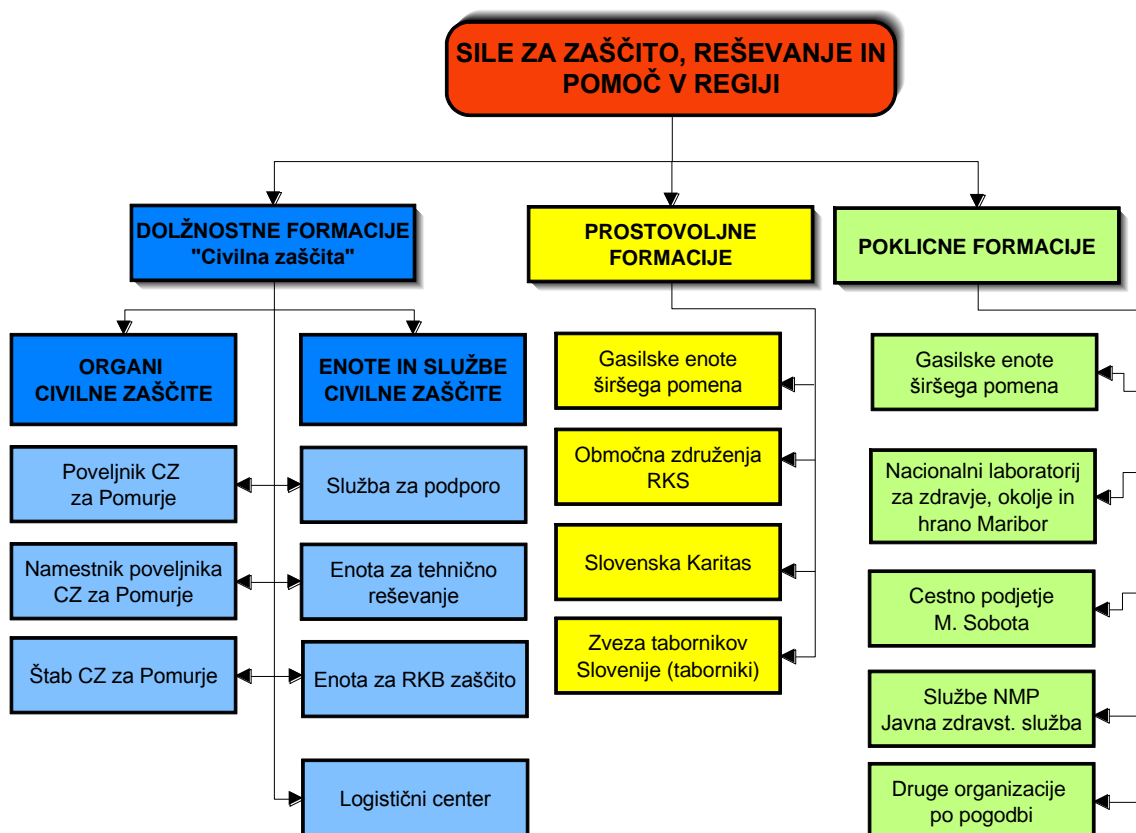 SILE ZA ZAŠČITO, REŠEVANJE IN
POMOČ V REGIJI
DOLŽNOSTNE FORMACIJE
"Civilna zaščita"
PROSTOVOLJNE
FORMACIJE
POKLICNE FORMACIJE
ORGANI
CIVILNE ZAŠČITE
ENOTE IN SLUŽBE
CIVILNE ZAŠČITE
Poveljnik CZ
za Pomurje
Namestnik poveljnika
CZ za Pomurje
Štab CZ za Pomurje
Služba za podporo
Enota za tehnično
reševanje
Enota za RKB zaščito
Logistični center
Gasilske enote
širšega pomena
Območna združenja
RKS
Slovenska Karitas
Zveza tabornikov
Slovenije (taborniki)
Gasilske enote
širšega pomena
Nacionalni laboratorij
za zdravje, okolje in
hrano Maribor
Cestno podjetje
M. Sobota
Službe NMP
Javna zdravst. služba
Druge organizacije
po pogodbi